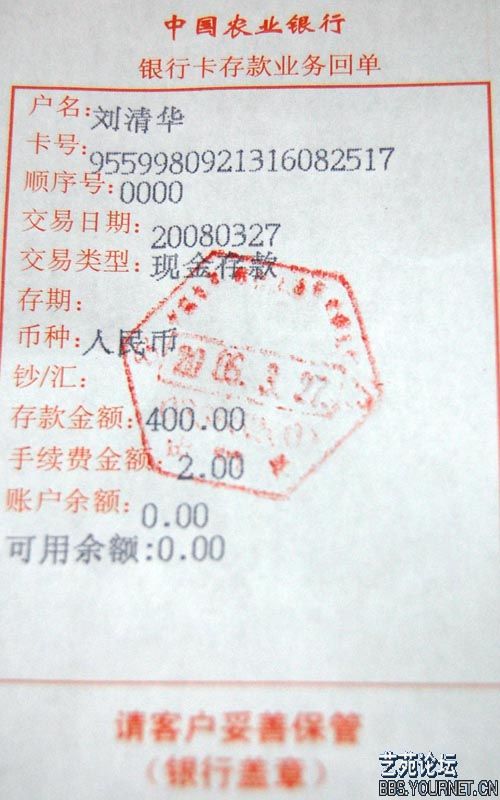 中国农业银行
银行卡存款业务回单
户名:刘清华
卡号:9559980921316082517
顺序号:0000
交易日期:20080327
交易类型:现金存款
存期:
币种:人民币
钞/汇:
存款金额:400.00
手续费金额:2.00
账户余额:0.00
可用余额:0.00
请客户妥善保管
(银行盖章)
艺苑论坛
BBS.YOURNET.CN